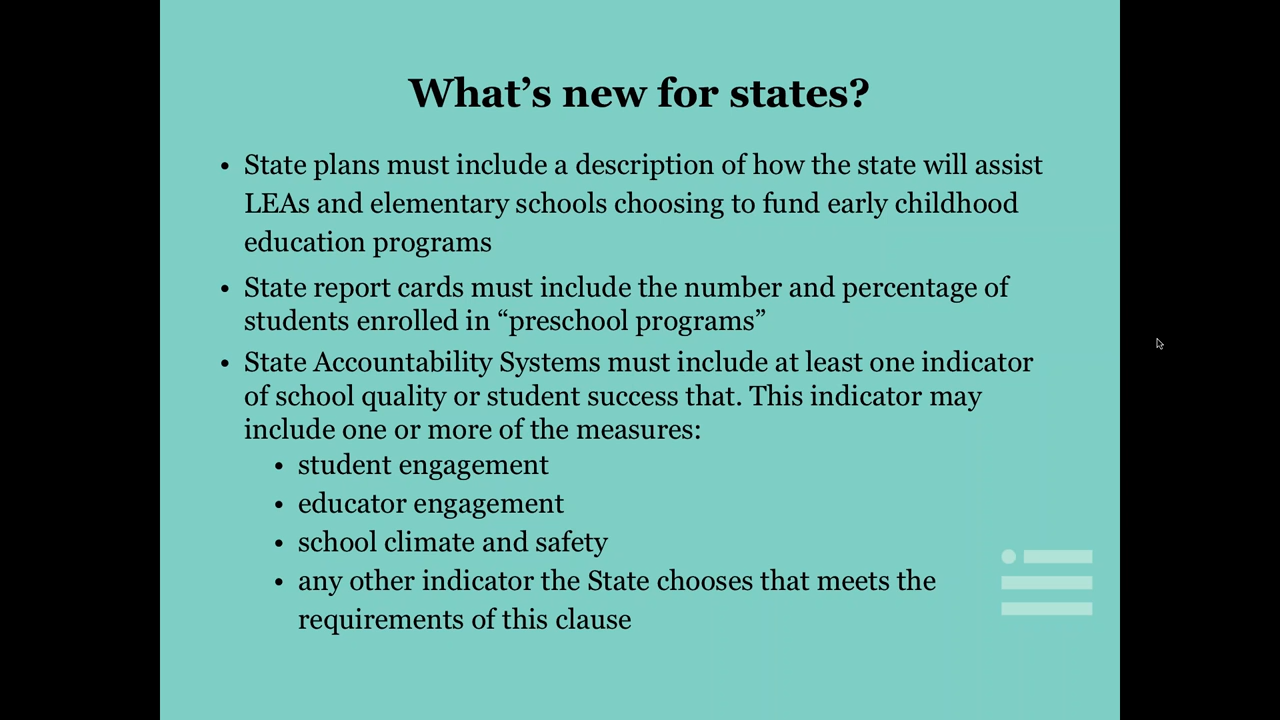 What’s new for states?
• State plans must include a description of how the state will assist
LEAs and elementary schools choosing to fund early childhood
education programs
• State report cards must include the number and percentage of
students enrolled in “preschool programs”
• State Accountability Systems must include at least one indicator
of school quality or student success that. This indicator may
include one or more of the measures:
• student engagement
• educator engagement
• school climate and safety
• any other indicator the State chooses that meets the
requirements of this clause